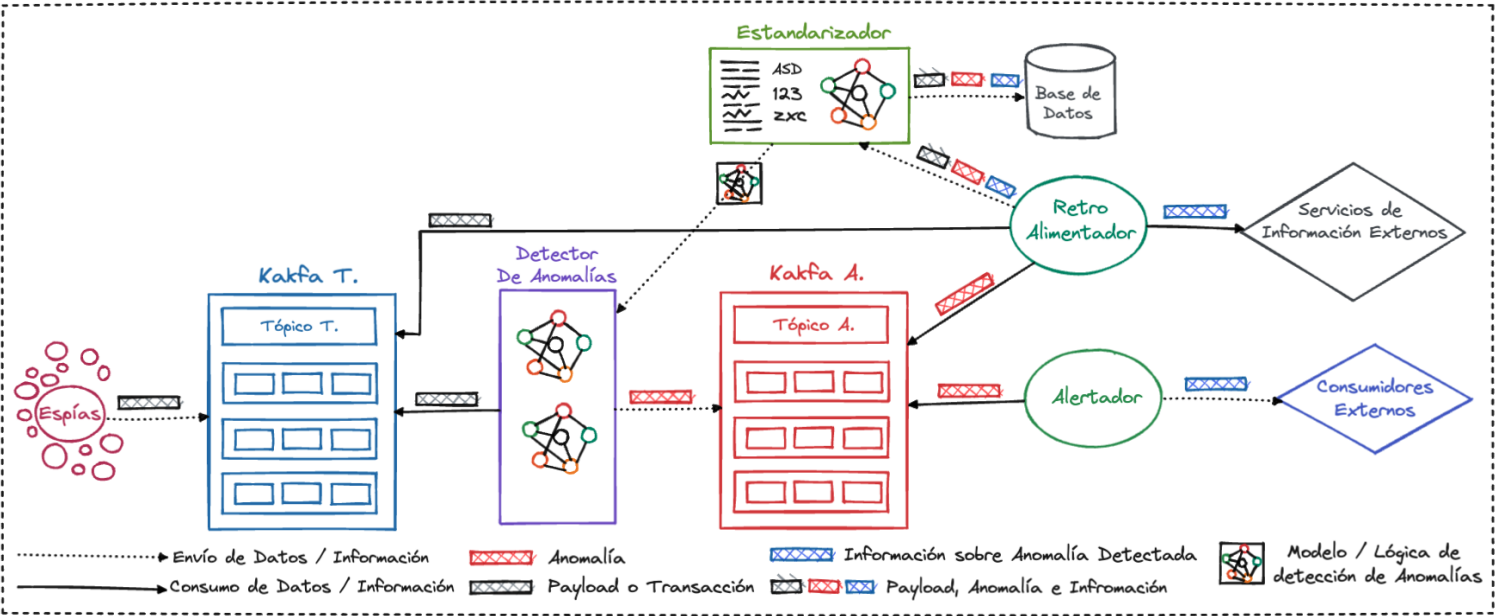 Estandarizador
ASD
123
zxc
Base de
Datos
Retro
Alimentador
Servicios de
Información Externos
Detector
De Anomalías
Kakfa T.
Kakfa A.
Tópico T.
Tópico A.
Espías
Alertador
Consumidores
Externos
Envío de Datos / Información
Anomalía
Información sobre Anomalía Detectada
Modelo / Lógica de
detección de Anomalías
Consumo de Datos / Información
Payload o Transacción
Payload, Anomalía e Infromación